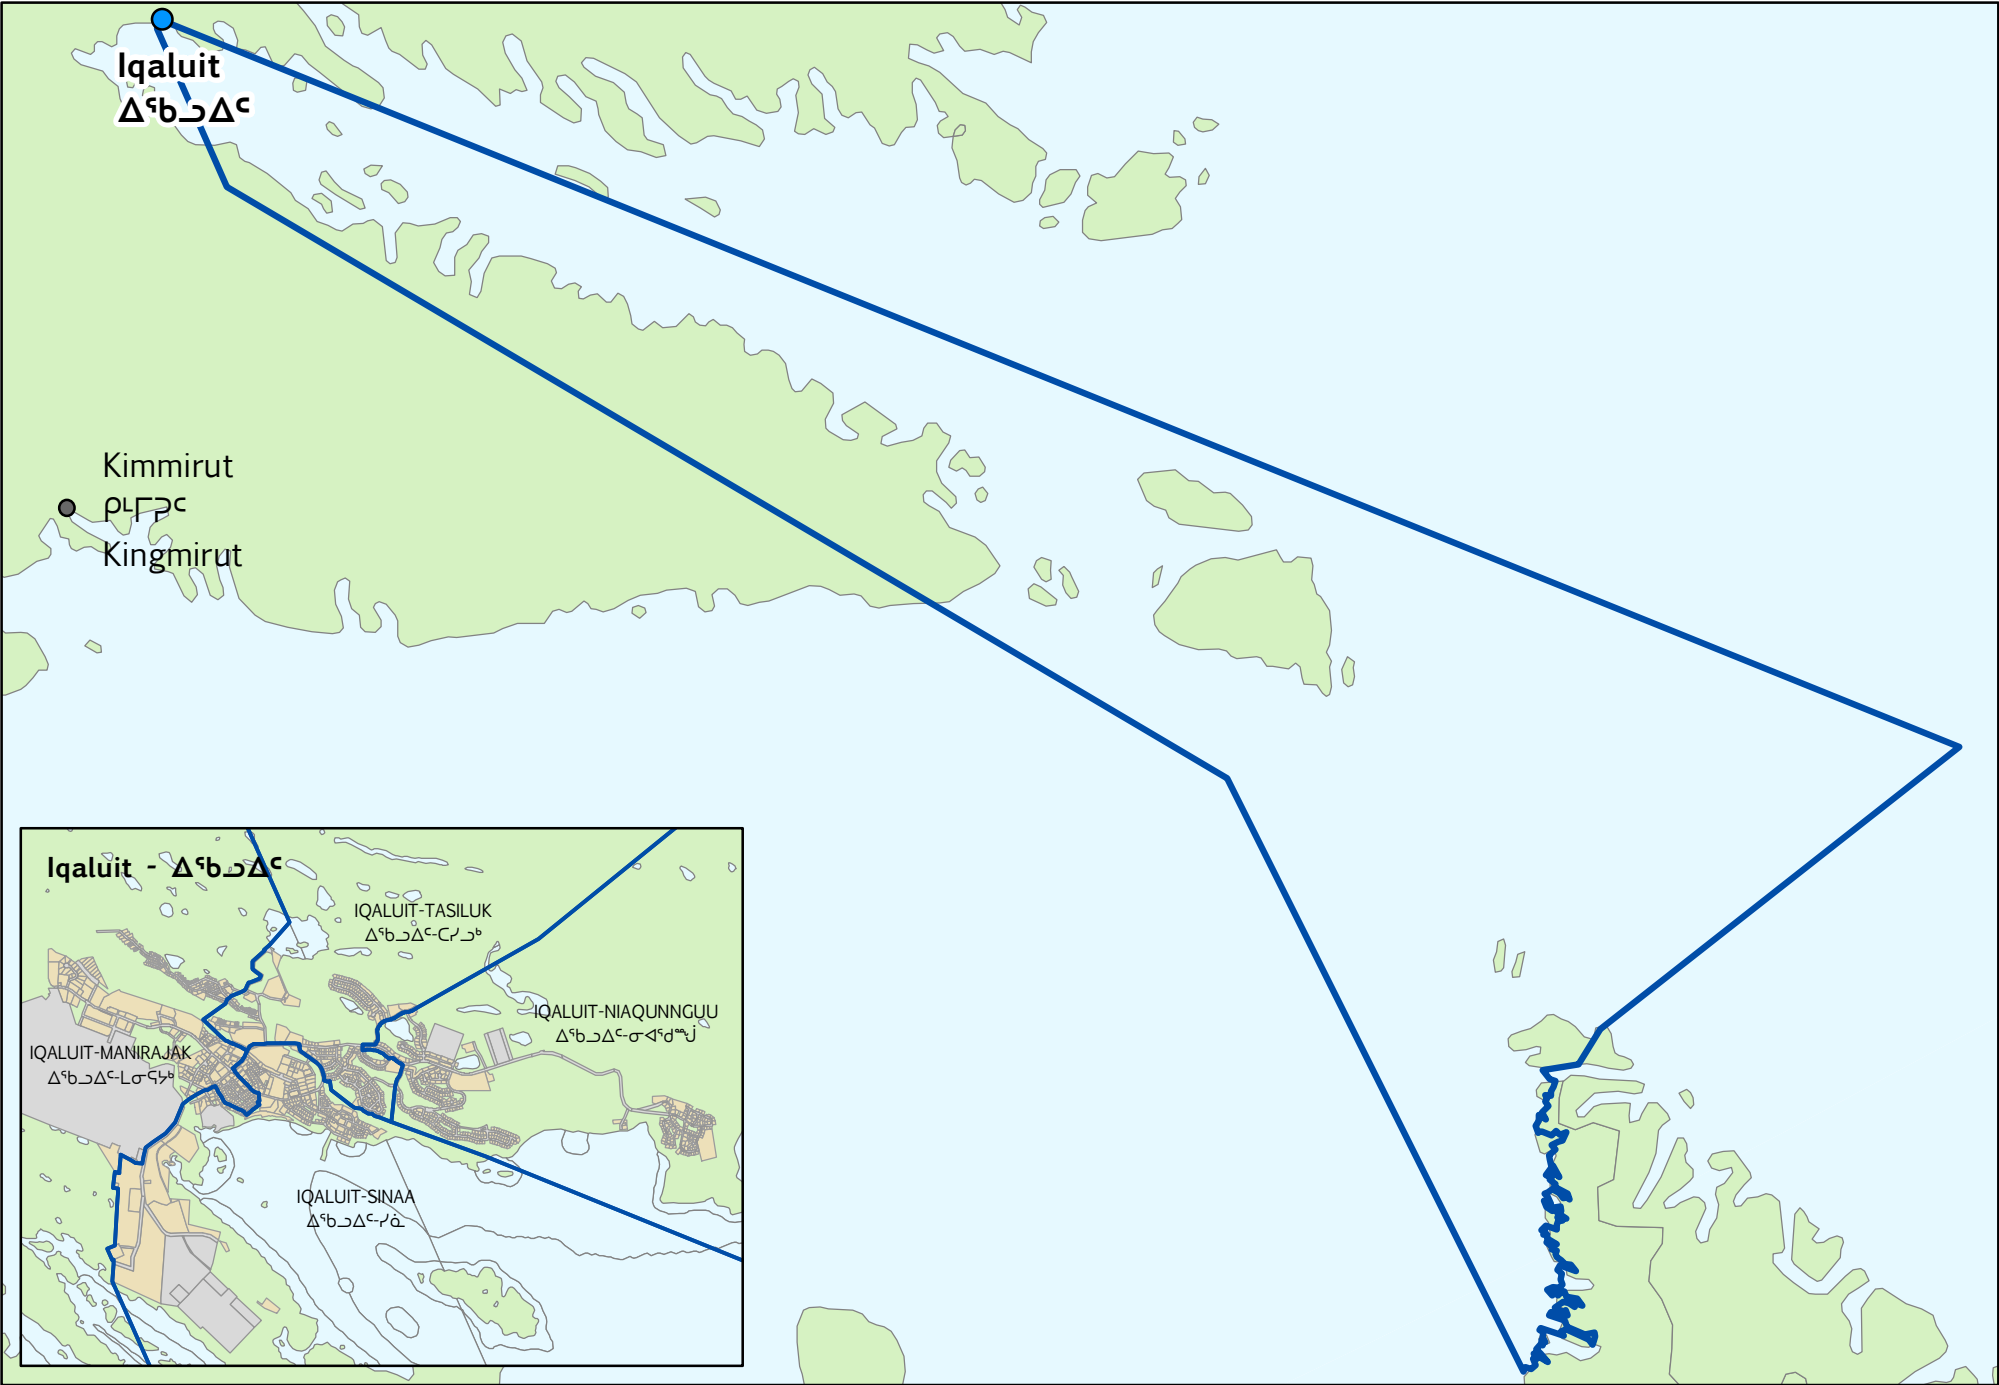 Iqaluit
ᐃᖃᓗᐃᑦ
Kimmirut
ᑭᒻᒥᕈᑦ
Kingmirut
Iqaluit - ᐃᖃᓗᐃᑦ
IQALUIT-TASILUK
ᐃᖃᓗᐃᑦ-ᑕᓯᓗᒃ
IQALUIT-NIAQUNNGUU
ᐃᖃᓗᐃᑦ-ᓂᐊᖁᙴ
IQALUIT-MANIRAJAK
ᐃᖃᓗᐃᑦ-ᒪᓂᕋᔭᒃ
IQALUIT-SINAA
ᐃᖃᓗᐃᑦ-ᓯᓈ